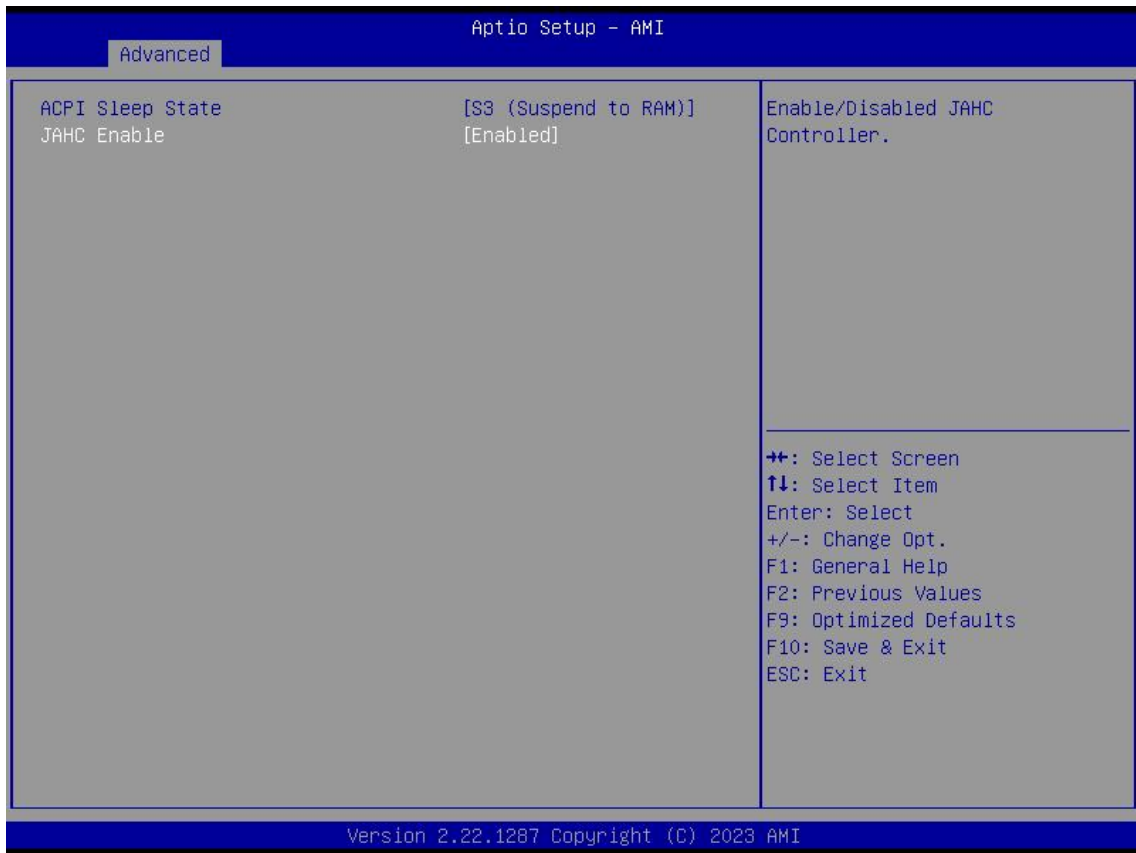 Aptio Setup – AMI
Advanced
ACPI Sleep State [S3 (Suspend to RAM)]
JAHC Enable [Enabled]
Enable/Disabled JAHC
Controller.
→←: Select Screen
↑↓: Select Item
Enter: Select
+/-: Change Opt.
F1: General Help
F2: Previous Values
F9: Optimized Defaults
F10: Save & Exit
ESC: Exit
Version 2.22.1287 Copyright (C) 2023 AMI